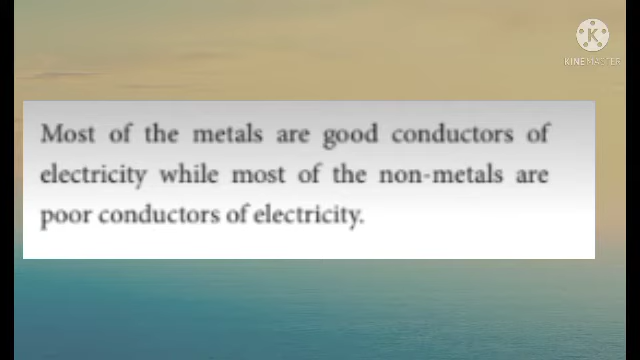 K
KINEMASTER
Most of the metals are good conductors of
electricity while most of the non-metals are
poor conductors of electricity.